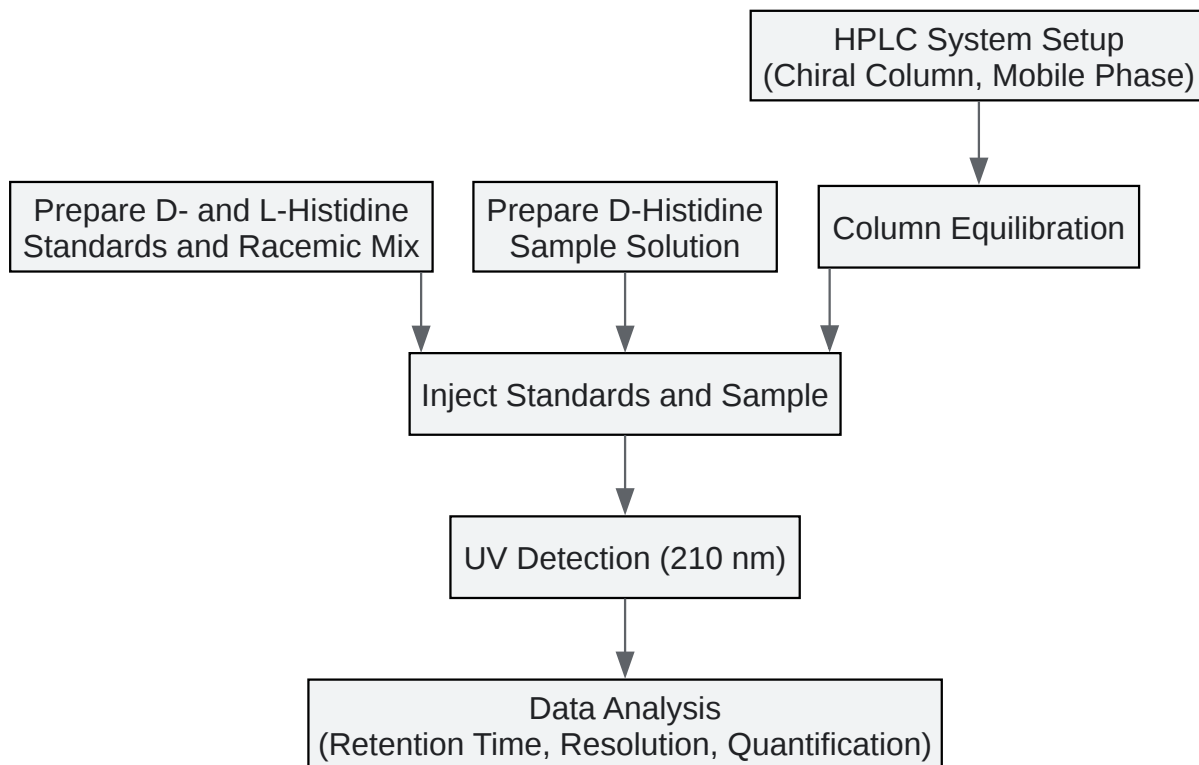 HPLC System Setup
(Chiral Column, Mobile Phase)
Prepare D- and L-Histidine
Standards and Racemic Mix
Prepare D-Histidine
Sample Solution
Column Equilibration
Inject Standards and Sample
UV Detection (210 nm)
Data Analysis
(Retention Time, Resolution, Quantification)